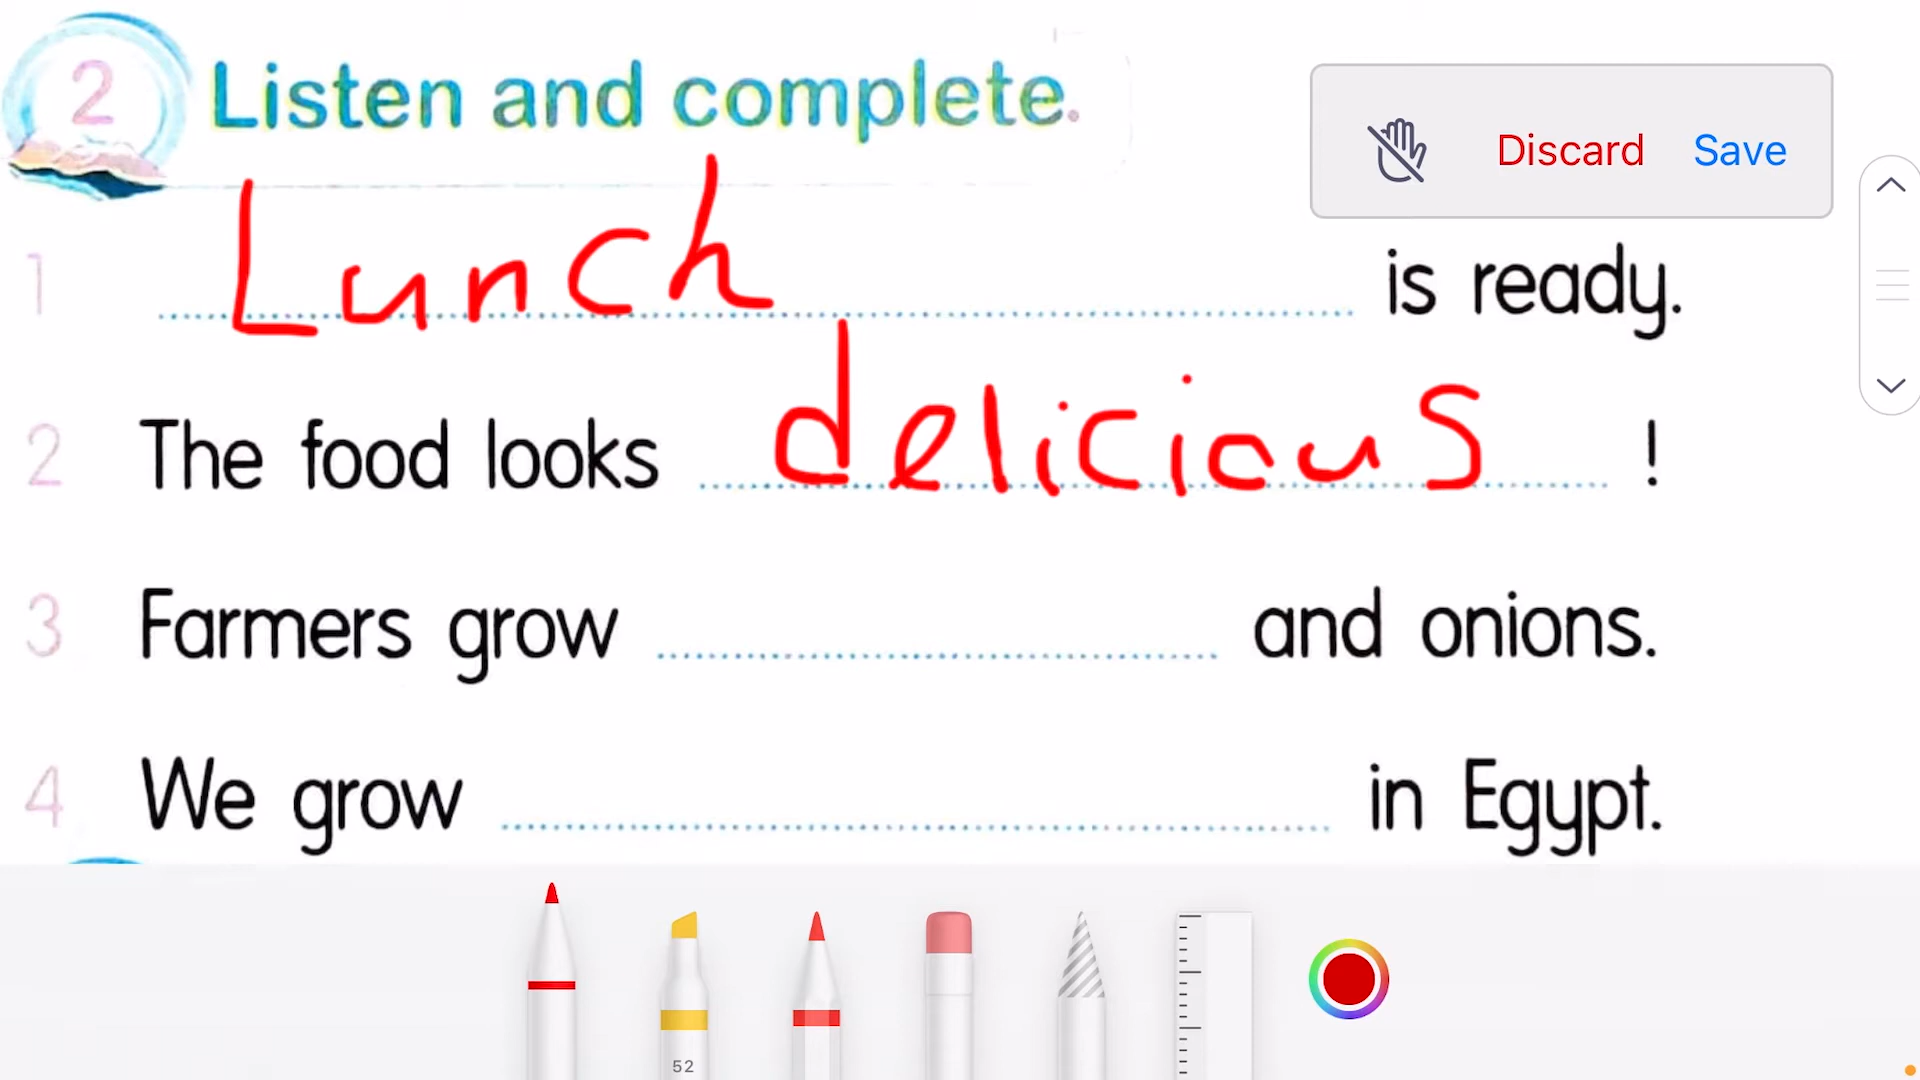 2 Listen and complete.
Discard Save
1 Lunch is ready.
2 The food looks delicious !
3 Farmers grow and onions.
4 We grow in Egypt.
52